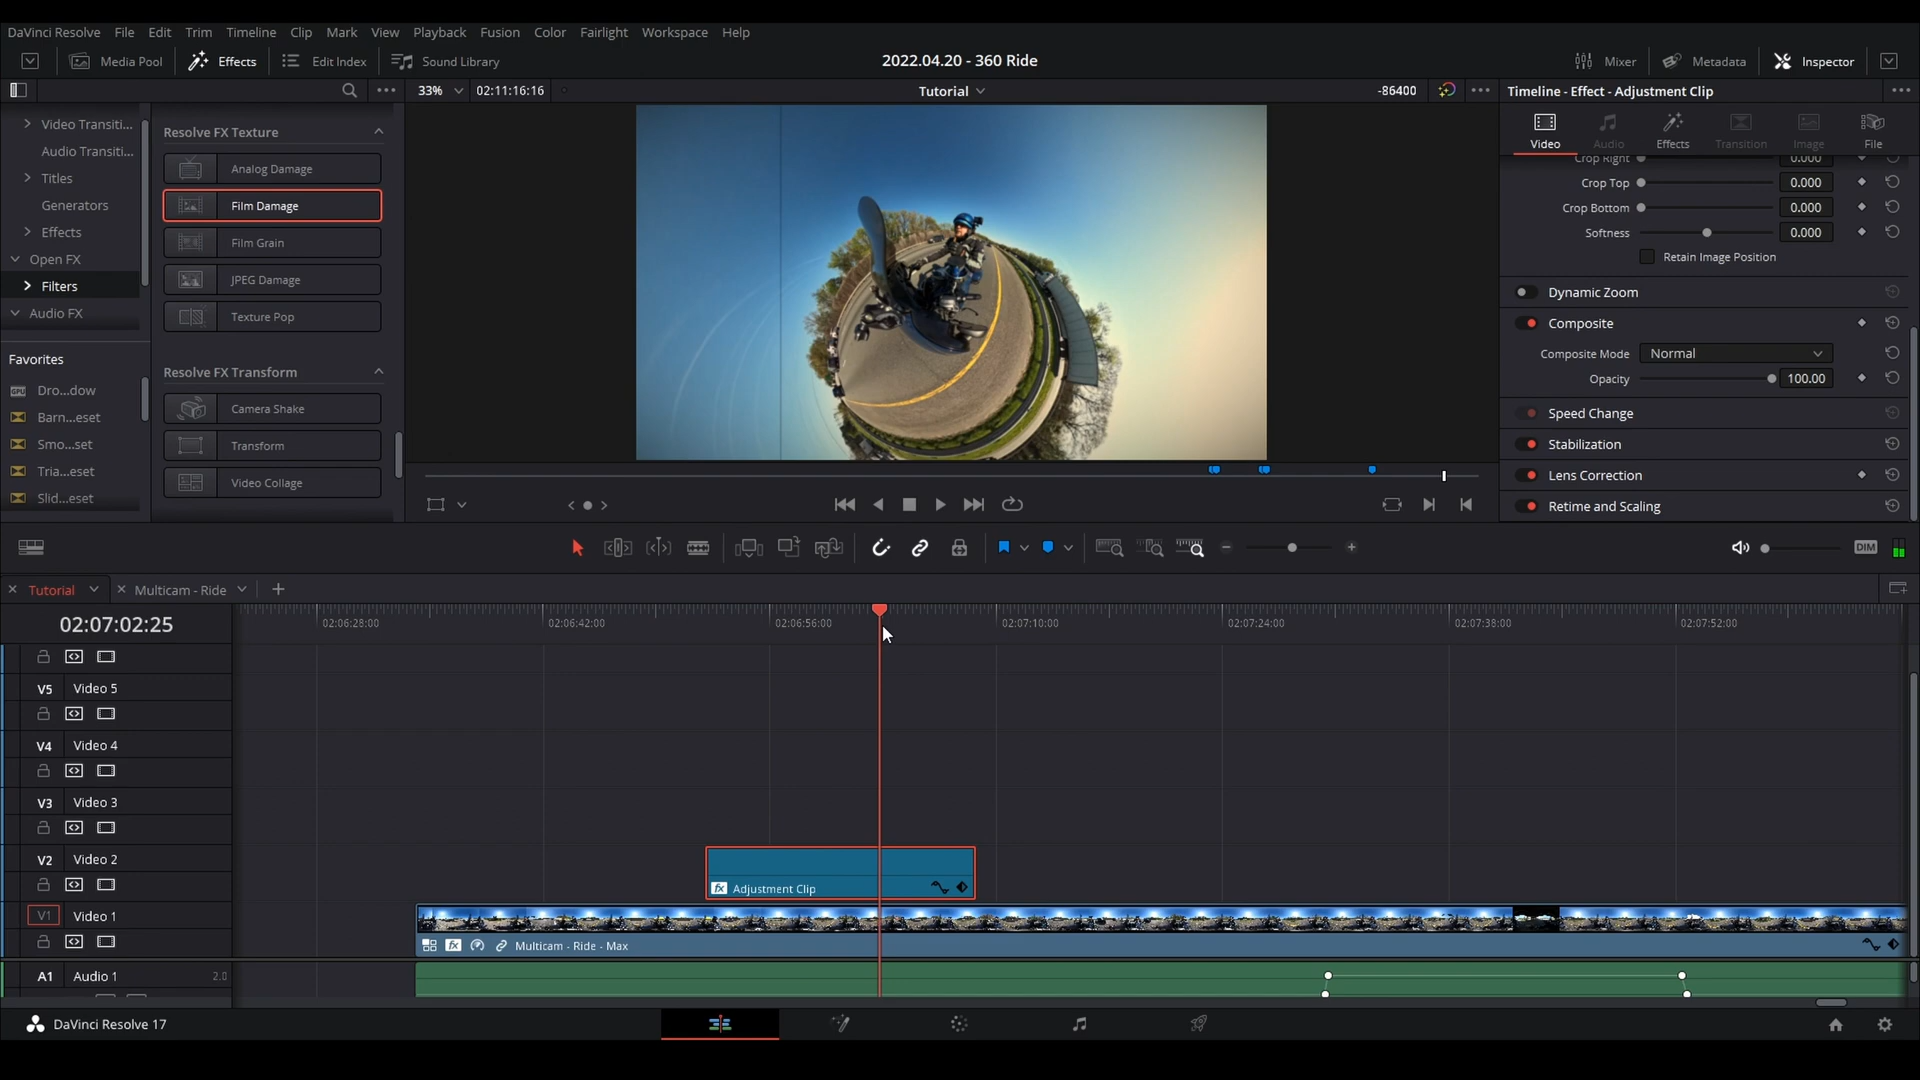 DaVinci Resolve File Edit Trim Timeline Clip Mark View Playback Fusion Color Fairlight Workspace Help
Media Pool Effects Edit Index Sound Library 2022.04.20 - 360 Ride Mixer Metadata Inspector
33% 02:11:16:16 Tutorial -86400 Timeline - Effect - Adjustment Clip
Video Audio Effects Transition Image File
Video Transiti...
Audio Transiti...
Titles
Generators
Effects
Open FX
Filters
Audio FX
Favorites
Dro...dow
Barn...eset
Smo...set
Tria...eset
Slid...eset
Resolve FX Texture
Analog Damage
Film Damage
Film Grain
JPEG Damage
Texture Pop
Resolve FX Transform
Camera Shake
Transform
Video Collage
Crop Right 0.000
Crop Top 0.000
Crop Bottom 0.000
Softness 0.000
Retain Image Position
Dynamic Zoom
Composite
Composite Mode Normal
Opacity 100.00
Speed Change
Stabilization
Lens Correction
Retime and Scaling
DIM
Tutorial Multicam - Ride
02:07:02:25 02:06:28:00 02:06:42:00 02:06:56:00 02:07:10:00 02:07:24:00 02:07:38:00 02:07:52:00
V5 Video 5
V4 Video 4
V3 Video 3
V2 Video 2
fx Adjustment Clip
V1 Video 1
fx Multicam - Ride - Max
A1 Audio 1 2.0
DaVinci Resolve 17